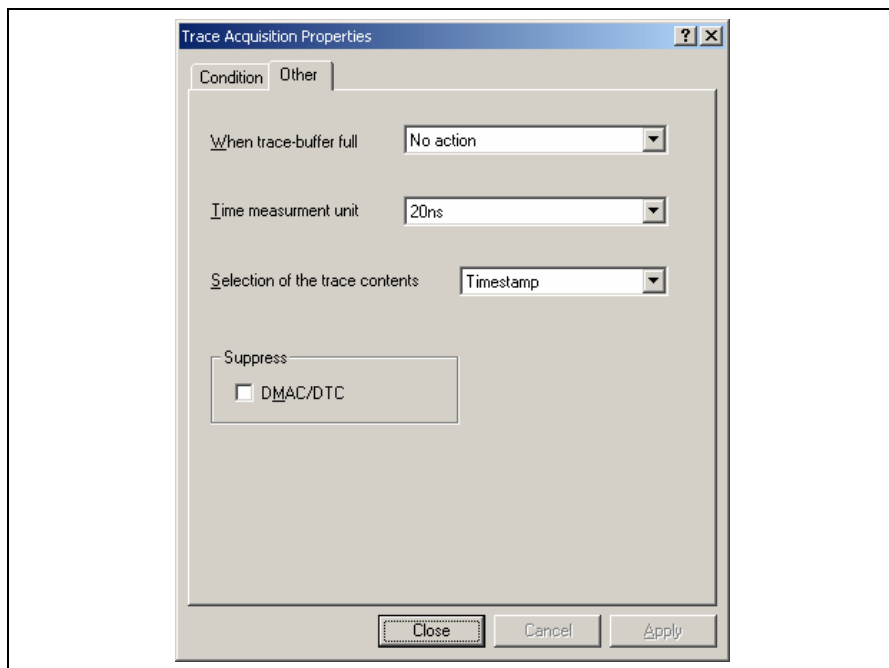 Trace Acquisition Properties
Condition Other
When trace-buffer full No action
Time measurment unit 20ns
Selection of the trace contents Timestamp
Suppress
DMAC/DTC
Close Cancel Apply